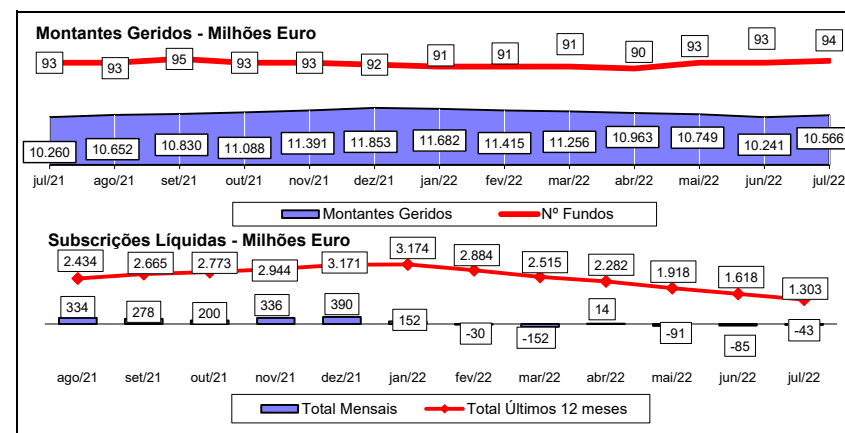 Montantes Geridos - Milhões Euro
93 93 95 93 93 92 91 91 91 90 93 93 94
10.260 10.652 10.830 11.088 11.391 11.853 11.682 11.415 11.256 10.963 10.749 10.241 10.566
jul/21 ago/21 set/21 out/21 nov/21 dez/21 jan/22 fev/22 mar/22 abr/22 mai/22 jun/22 jul/22
Montantes Geridos Nº Fundos
Subscrições Líquidas - Milhões Euro
2.434 2.665 2.773 2.944 3.171 3.174 2.884 2.515 2.282 1.918 1.618 1.303
334 278 200 336 390 152 -30 -152 14 -91 -85 -43
ago/21 set/21 out/21 nov/21 dez/21 jan/22 fev/22 mar/22 abr/22 mai/22 jun/22 jul/22
Total Mensais Total Últimos 12 meses